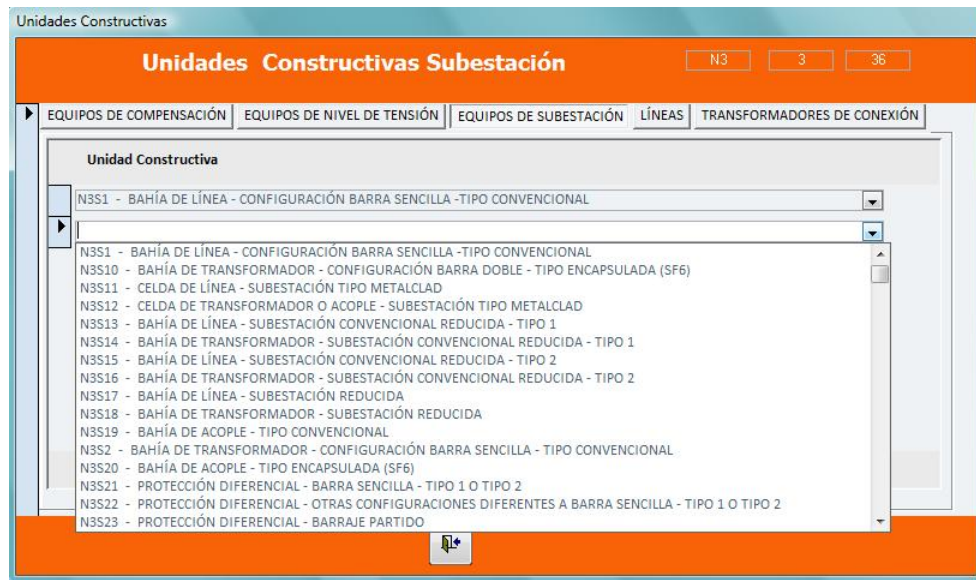 Unidades Constructivas
Unidades Constructivas Subestación
N3 3 36
EQUIPOS DE COMPENSACIÓN EQUIPOS DE NIVEL DE TENSIÓN EQUIPOS DE SUBESTACIÓN LÍNEAS TRANSFORMADORES DE CONEXIÓN
Unidad Constructiva
N3S1 - BAHÍA DE LÍNEA - CONFIGURACIÓN BARRA SENCILLA -TIPO CONVENCIONAL
N3S1 - BAHÍA DE LÍNEA - CONFIGURACIÓN BARRA SENCILLA -TIPO CONVENCIONAL
N3S10 - BAHÍA DE TRANSFORMADOR - CONFIGURACIÓN BARRA DOBLE - TIPO ENCAPSULADA (SF6)
N3S11 - CELDA DE LÍNEA - SUBESTACIÓN TIPO METALCLAD
N3S12 - CELDA DE TRANSFORMADOR O ACOPLE - SUBESTACIÓN TIPO METALCLAD
N3S13 - BAHÍA DE LÍNEA - SUBESTACIÓN CONVENCIONAL REDUCIDA - TIPO 1
N3S14 - BAHÍA DE TRANSFORMADOR - SUBESTACIÓN CONVENCIONAL REDUCIDA - TIPO 1
N3S15 - BAHÍA DE LÍNEA - SUBESTACIÓN CONVENCIONAL REDUCIDA - TIPO 2
N3S16 - BAHÍA DE TRANSFORMADOR - SUBESTACIÓN CONVENCIONAL REDUCIDA - TIPO 2
N3S17 - BAHÍA DE LÍNEA - SUBESTACIÓN REDUCIDA
N3S18 - BAHÍA DE TRANSFORMADOR - SUBESTACIÓN REDUCIDA
N3S19 - BAHÍA DE ACOPLE - TIPO CONVENCIONAL
N3S2 - BAHÍA DE TRANSFORMADOR - CONFIGURACIÓN BARRA SENCILLA - TIPO CONVENCIONAL
N3S20 - BAHÍA DE ACOPLE - TIPO ENCAPSULADA (SF6)
N3S21 - PROTECCIÓN DIFERENCIAL - BARRA SENCILLA - TIPO 1 O TIPO 2
N3S22 - PROTECCIÓN DIFERENCIAL - OTRAS CONFIGURACIONES DIFERENTES A BARRA SENCILLA - TIPO 1 O TIPO 2
N3S23 - PROTECCIÓN DIFERENCIAL - BARRAJE PARTIDO